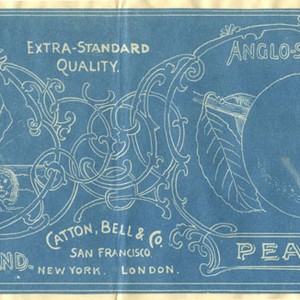 EXTRA-STANDARD
QUALITY.
ANGLO-S
CATTON, BELL & CO.
SAN FRANCISCO
NEW YORK. LONDON.
ND.
PEA